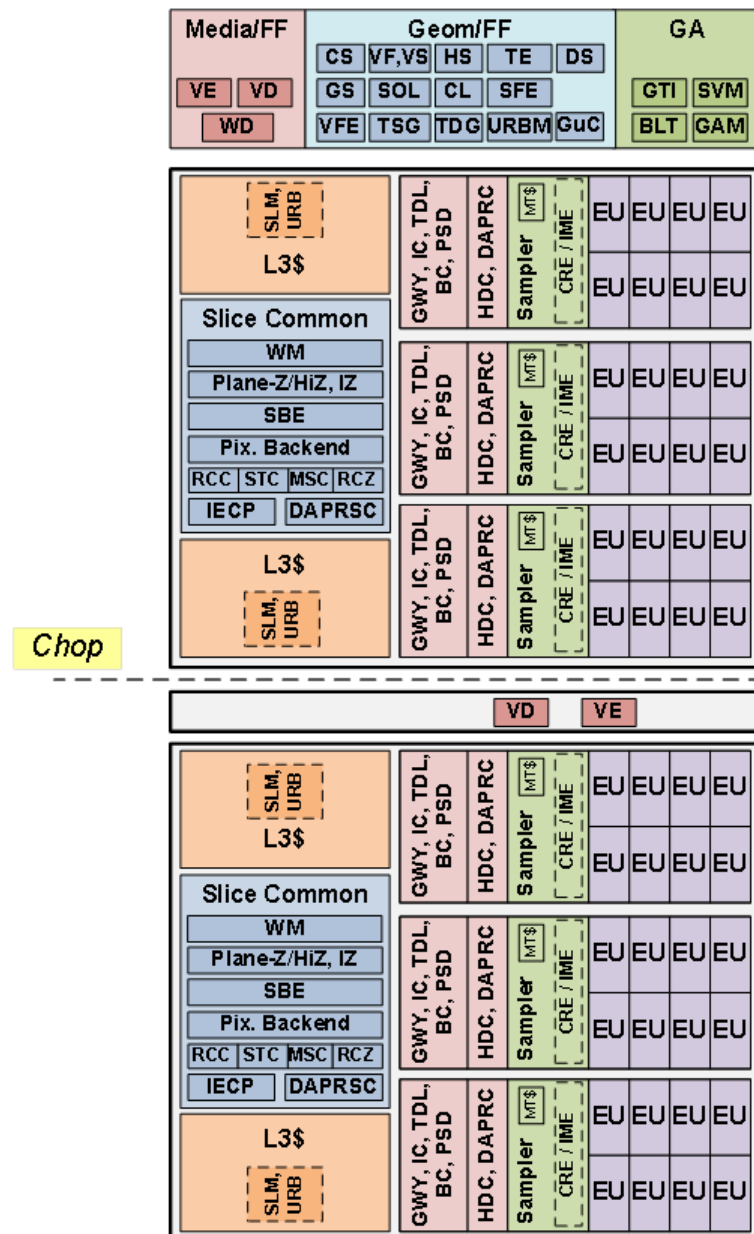 Media/FF
VE VD
WD
Geom/FF
CS VF,VS HS TE DS
GS SOL CL SFE
VFE TSG TDG URBM GuC
GA
GTI SVM
BLT GAM
SLM,
URB
L3$
Slice Common
WM
Plane-Z/HiZ, IZ
SBE
Pix. Backend
RCC STC MSC RCZ
IECP DAPRSC
L3$
SLM,
URB
GWY, IC, TDL,
BC, PSD
HDC, DAPRC
Sampler
MT$
CRE / IME
EU EU EU EU
EU EU EU EU
GWY, IC, TDL,
BC, PSD
HDC, DAPRC
Sampler
MT$
CRE / IME
EU EU EU EU
EU EU EU EU
GWY, IC, TDL,
BC, PSD
HDC, DAPRC
Sampler
MT$
CRE / IME
EU EU EU EU
EU EU EU EU
Chop
VD VE
SLM,
URB
L3$
Slice Common
WM
Plane-Z/HiZ, IZ
SBE
Pix. Backend
RCC STC MSC RCZ
IECP DAPRSC
L3$
SLM,
URB
GWY, IC, TDL,
BC, PSD
HDC, DAPRC
Sampler
MT$
CRE / IME
EU EU EU EU
EU EU EU EU
GWY, IC, TDL,
BC, PSD
HDC, DAPRC
Sampler
MT$
CRE / IME
EU EU EU EU
EU EU EU EU
GWY, IC, TDL,
BC, PSD
HDC, DAPRC
Sampler
MT$
CRE / IME
EU EU EU EU
EU EU EU EU